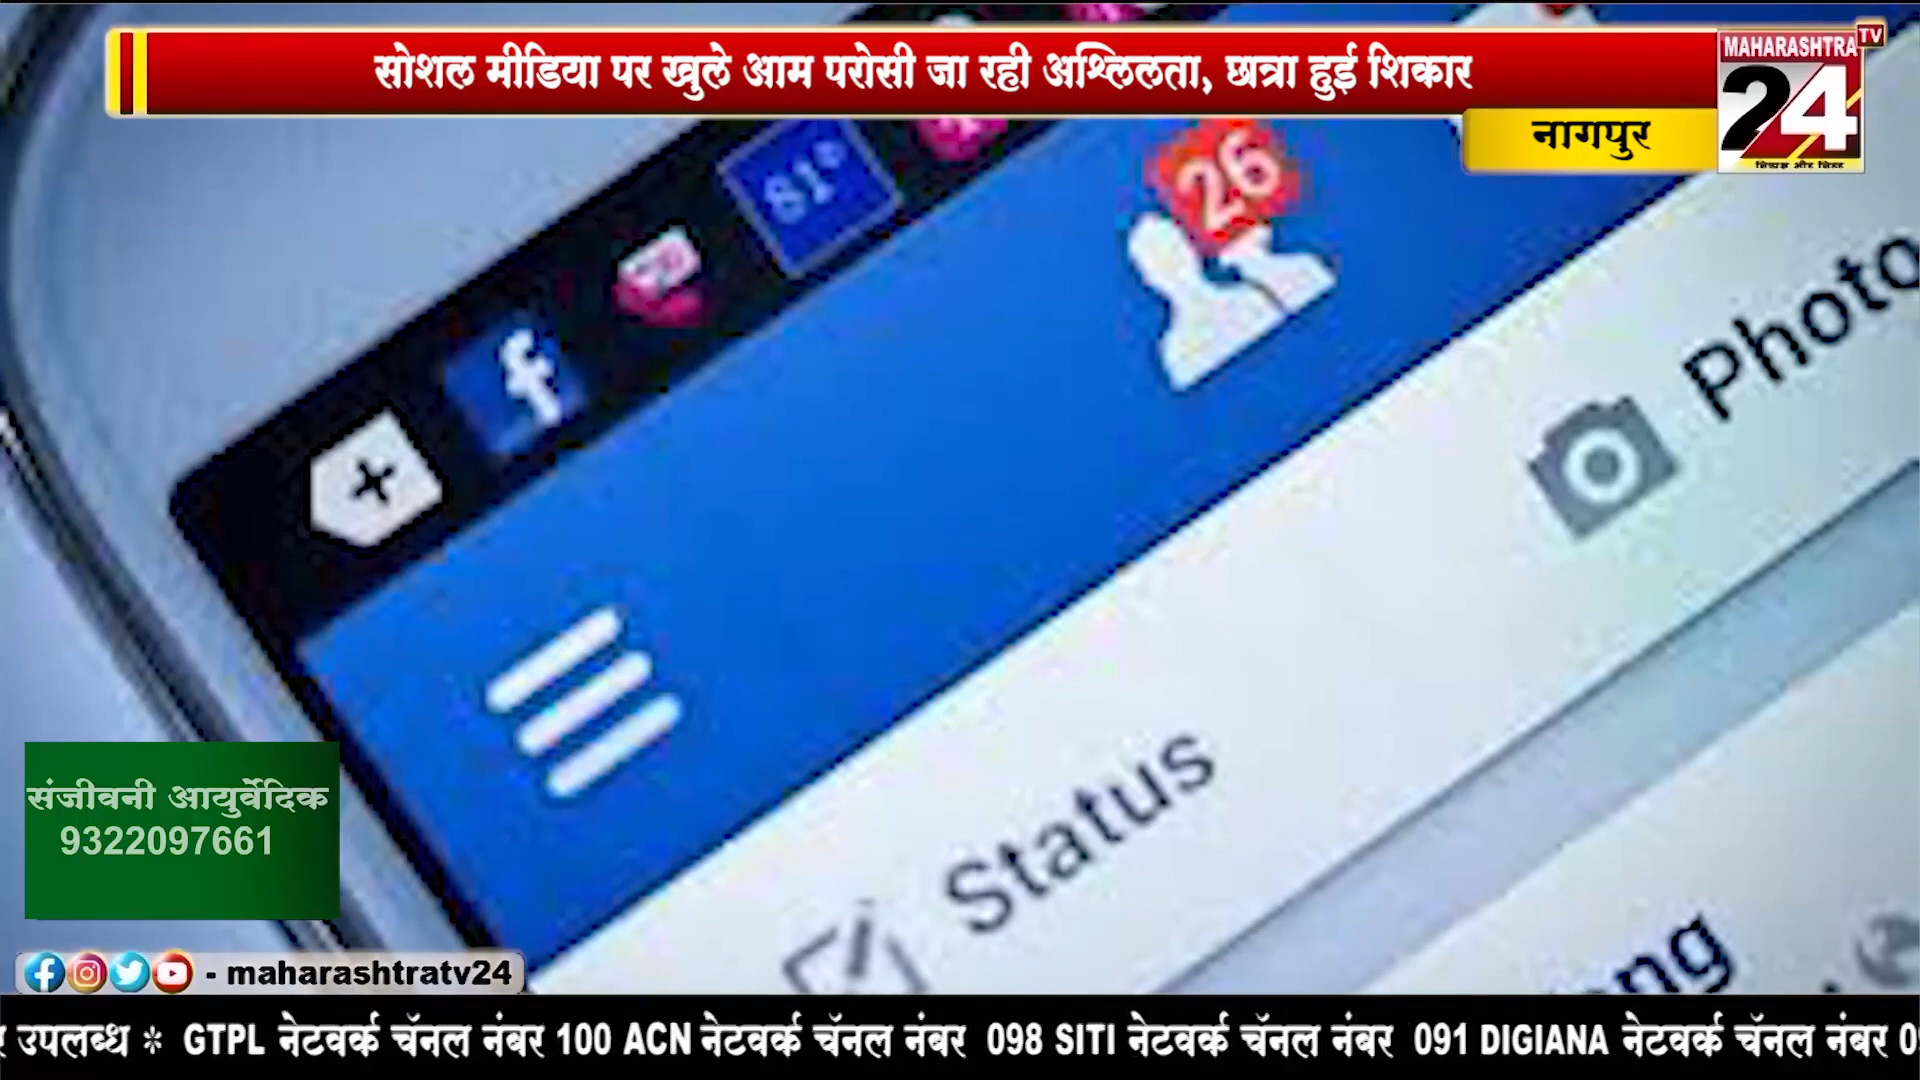 सोशल मीडिया पर खुले आम परोसी जा रही अश्लिलता, छात्रा हुई शिकार
MAHARASHTRA TV
24
नागपुर
26
81°
f
Photo
Status
संजीवनी आयुर्वेदिक
9322097661
- maharashtratv24
उपलब्ध * GTPL नेटवर्क चॅनल नंबर 100 ACN नेटवर्क चॅनल नंबर 098 SITI नेटवर्क चॅनल नंबर 091 DIGIANA नेटवर्क चॅनल नंबर